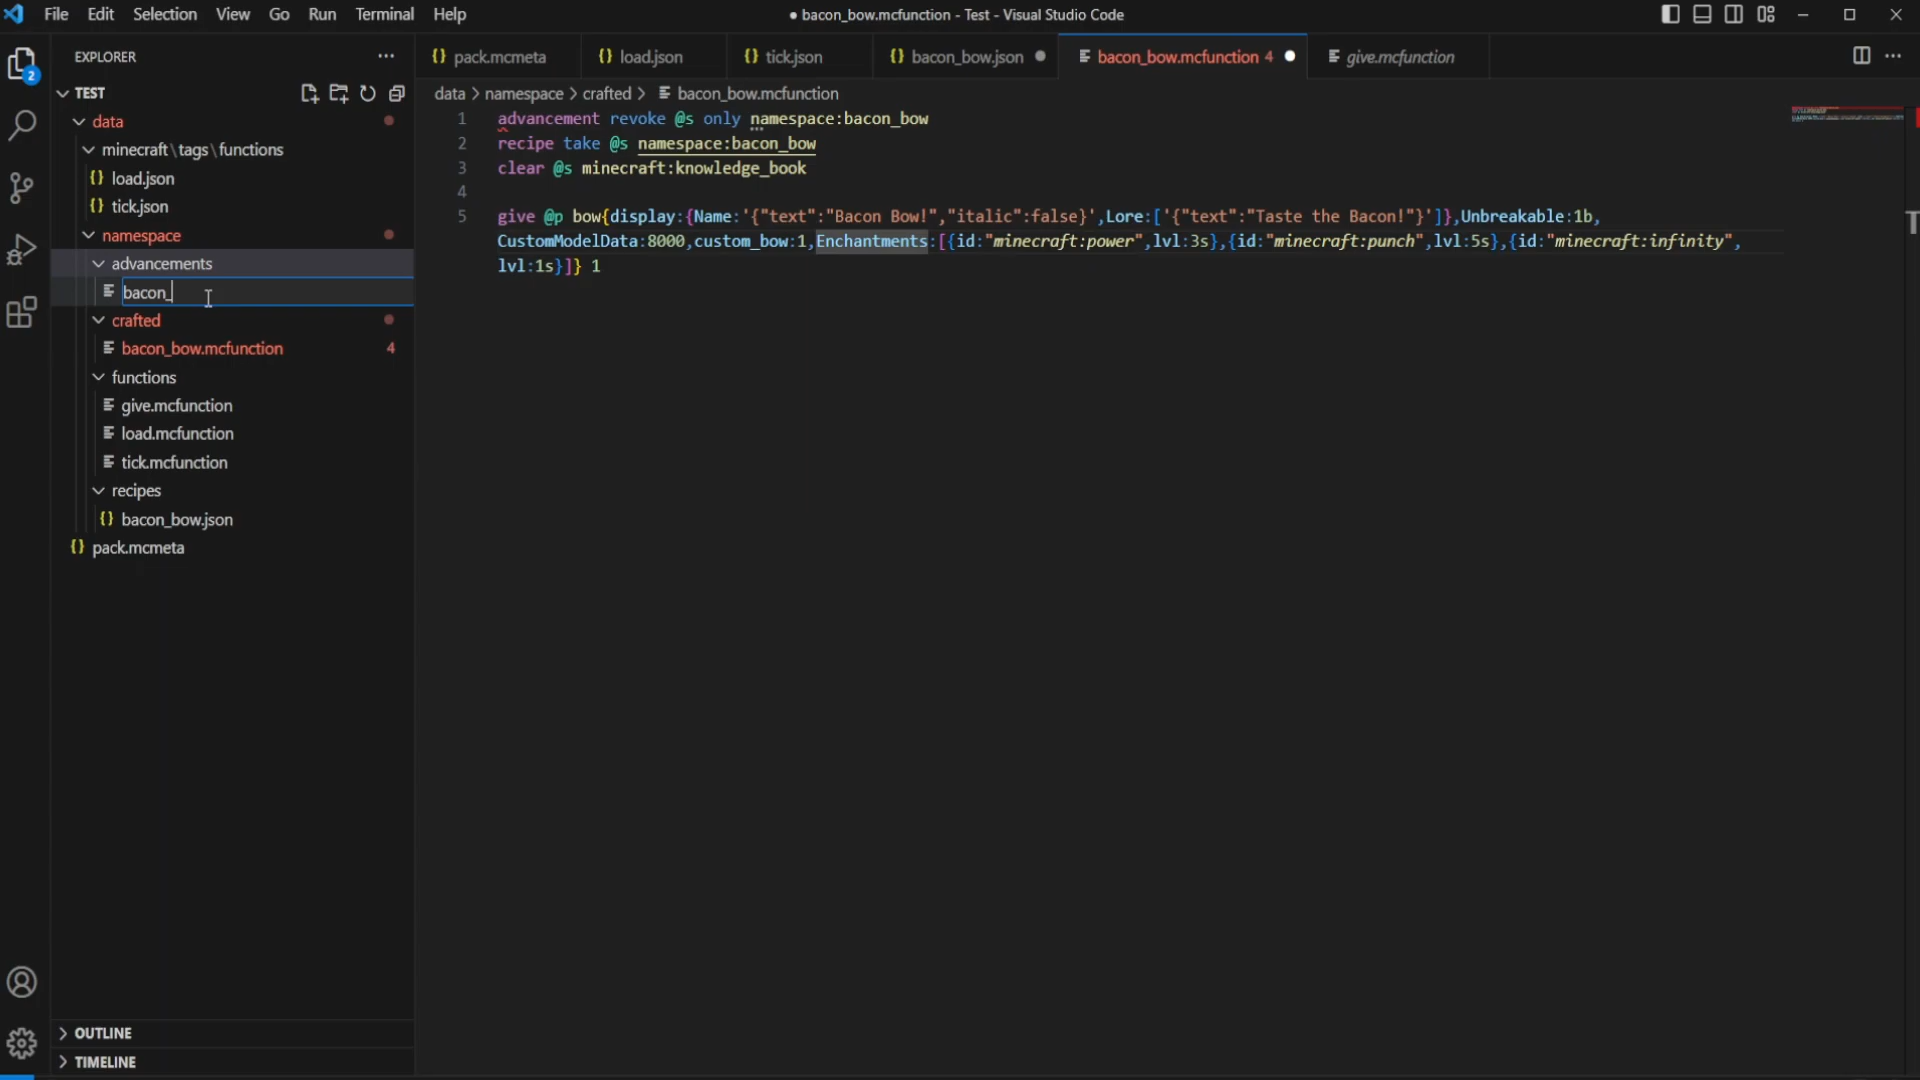 File Edit Selection View Go Run Terminal Help
● bacon_bow.mcfunction - Test - Visual Studio Code
EXPLORER
pack.mcmeta
load.json
tick.json
bacon_bow.json
bacon_bow.mcfunction 4
give.mcfunction
2
TEST
data
minecraft\tags\functions
load.json
tick.json
namespace
advancements
bacon_
crafted
bacon_bow.mcfunction 4
functions
give.mcfunction
load.mcfunction
tick.mcfunction
recipes
bacon_bow.json
pack.mcmeta
OUTLINE
TIMELINE
data > namespace > crafted > bacon_bow.mcfunction
1 advancement revoke @s only namespace:bacon_bow
2 recipe take @s namespace:bacon_bow
3 clear @s minecraft:knowledge_book
4
5 give @p bow{display:{Name:'{"text":"Bacon Bow!","italic":false}',Lore:['{"text":"Taste the Bacon!"}']},Unbreakable:1b,
CustomModelData:8000,custom_bow:1,Enchantments:[{id:"minecraft:power",lvl:3s},{id:"minecraft:punch",lvl:5s},{id:"minecraft:infinity",
lvl:1s}]} 1